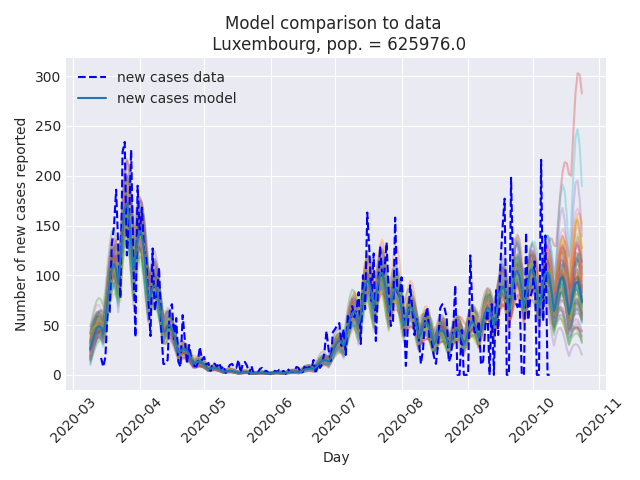 Model comparison to data
Luxembourg, pop. = 625976.0
new cases data
new cases model
Number of new cases reported
300
250
200
150
100
50
0
2020-03
2020-04
2020-05
2020-06
2020-07
2020-08
2020-09
2020-10
2020-11
Day